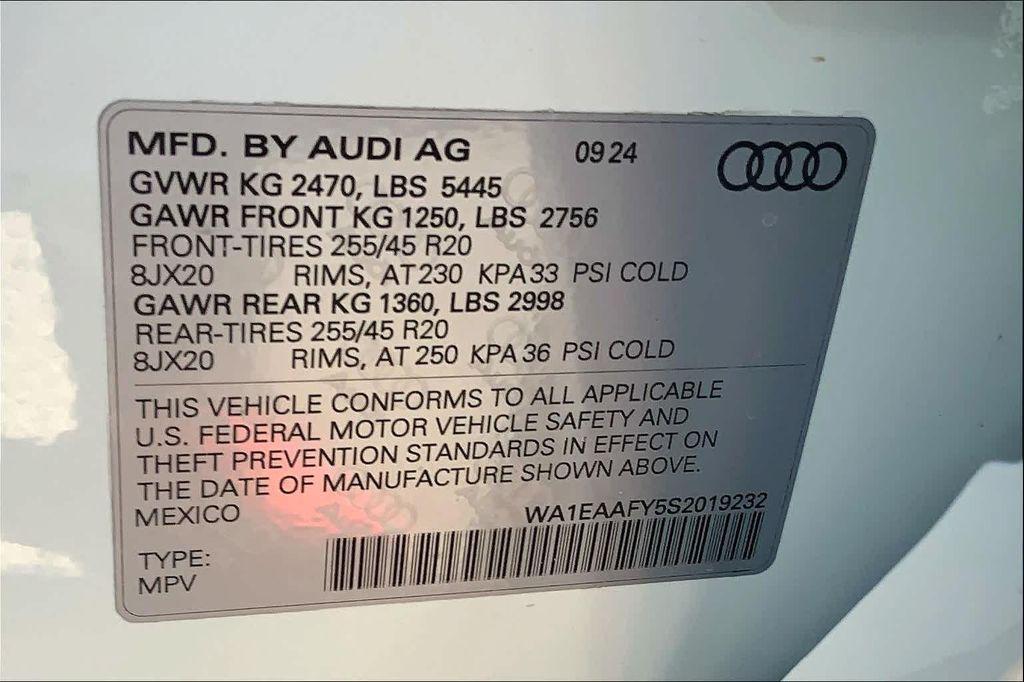 MFD. BY AUDI AG 09 24
GVWR KG 2470, LBS 5445
GAWR FRONT KG 1250, LBS 2756
FRONT-TIRES 255/45 R20
8JX20 RIMS, AT 230 KPA 33 PSI COLD
GAWR REAR KG 1360, LBS 2998
REAR-TIRES 255/45 R20
8JX20 RIMS, AT 250 KPA 36 PSI COLD
THIS VEHICLE CONFORMS TO ALL APPLICABLE
U.S. FEDERAL MOTOR VEHICLE SAFETY AND
THEFT PREVENTION STANDARDS IN EFFECT ON
THE DATE OF MANUFACTURE SHOWN ABOVE.
MEXICO WA1EAAFY5S2019232
TYPE:
MPV